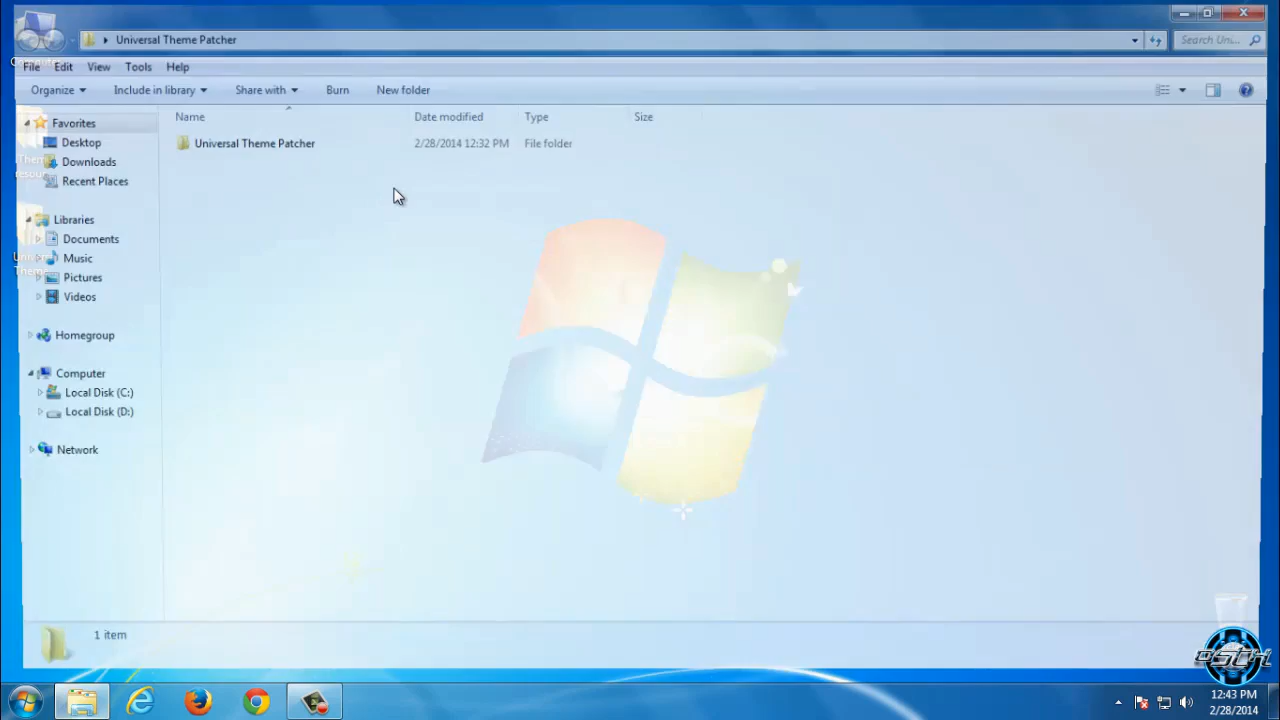 Universal Theme Patcher
Search Uni...
File Edit View Tools Help
Organize Include in library Share with Burn New folder
Name Date modified Type Size
Universal Theme Patcher 2/28/2014 12:32 PM File folder
Favorites
Desktop
Downloads
Recent Places
Libraries
Documents
Music
Pictures
Videos
Homegroup
Computer
Local Disk (C:)
Local Disk (D:)
Network
1 item
12:43 PM
2/28/2014